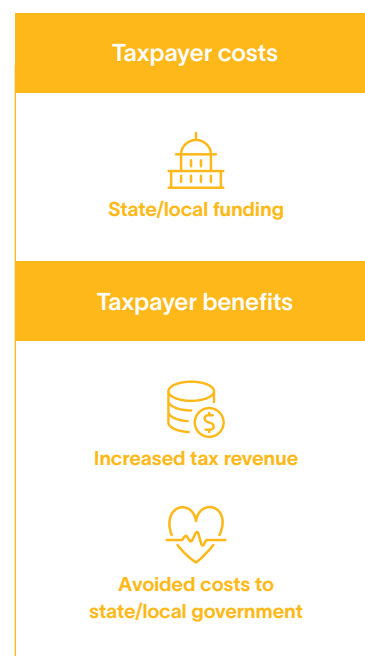 Taxpayer costs
State/local funding
Taxpayer benefits
$
Increased tax revenue
Avoided costs to
state/local government